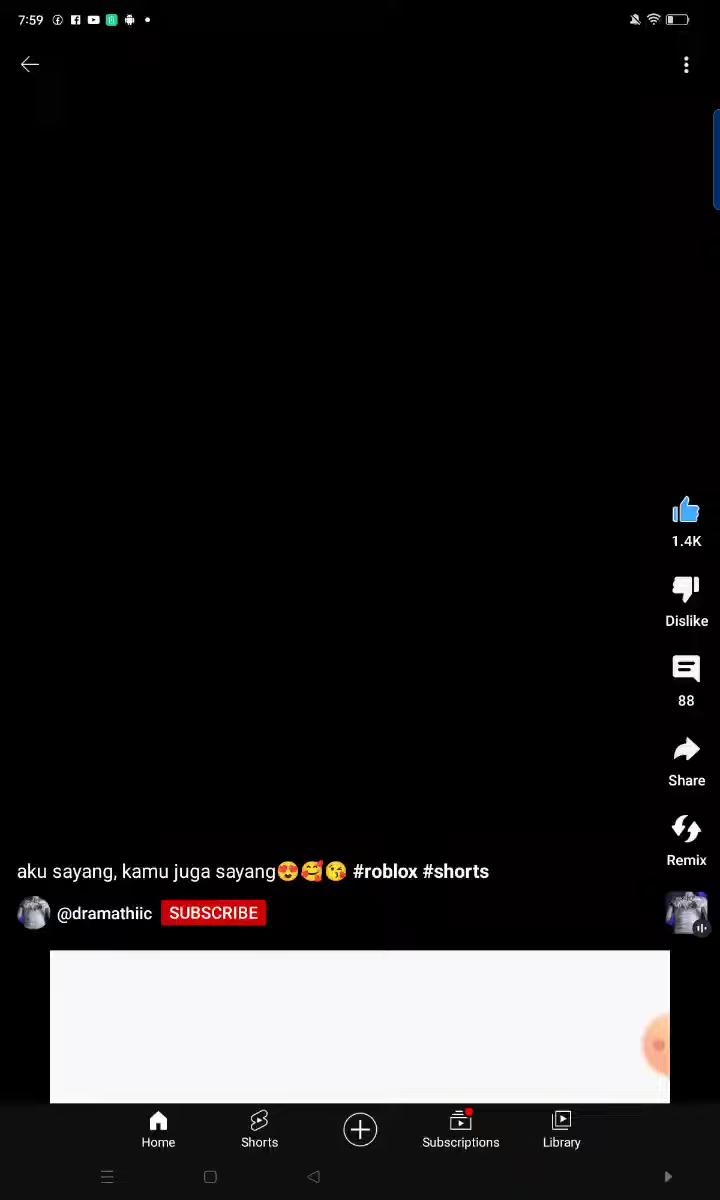 7:59
1.4K
Dislike
88
Share
Remix
aku sayang, kamu juga sayang😍🥰😘 #roblox #shorts
@dramathiic SUBSCRIBE
Home Shorts Subscriptions Library